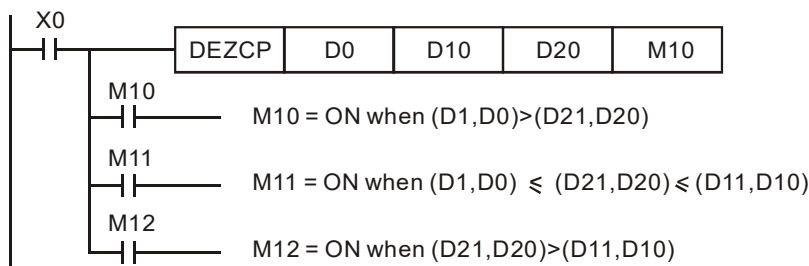 X0
DEZCP D0 D10 D20 M10
M10
M10 = ON when (D1,D0)>(D21,D20)
M11
M11 = ON when (D1,D0) ≤ (D21,D20) ≤ (D11,D10)
M12
M12 = ON when (D21,D20)>(D11,D10)